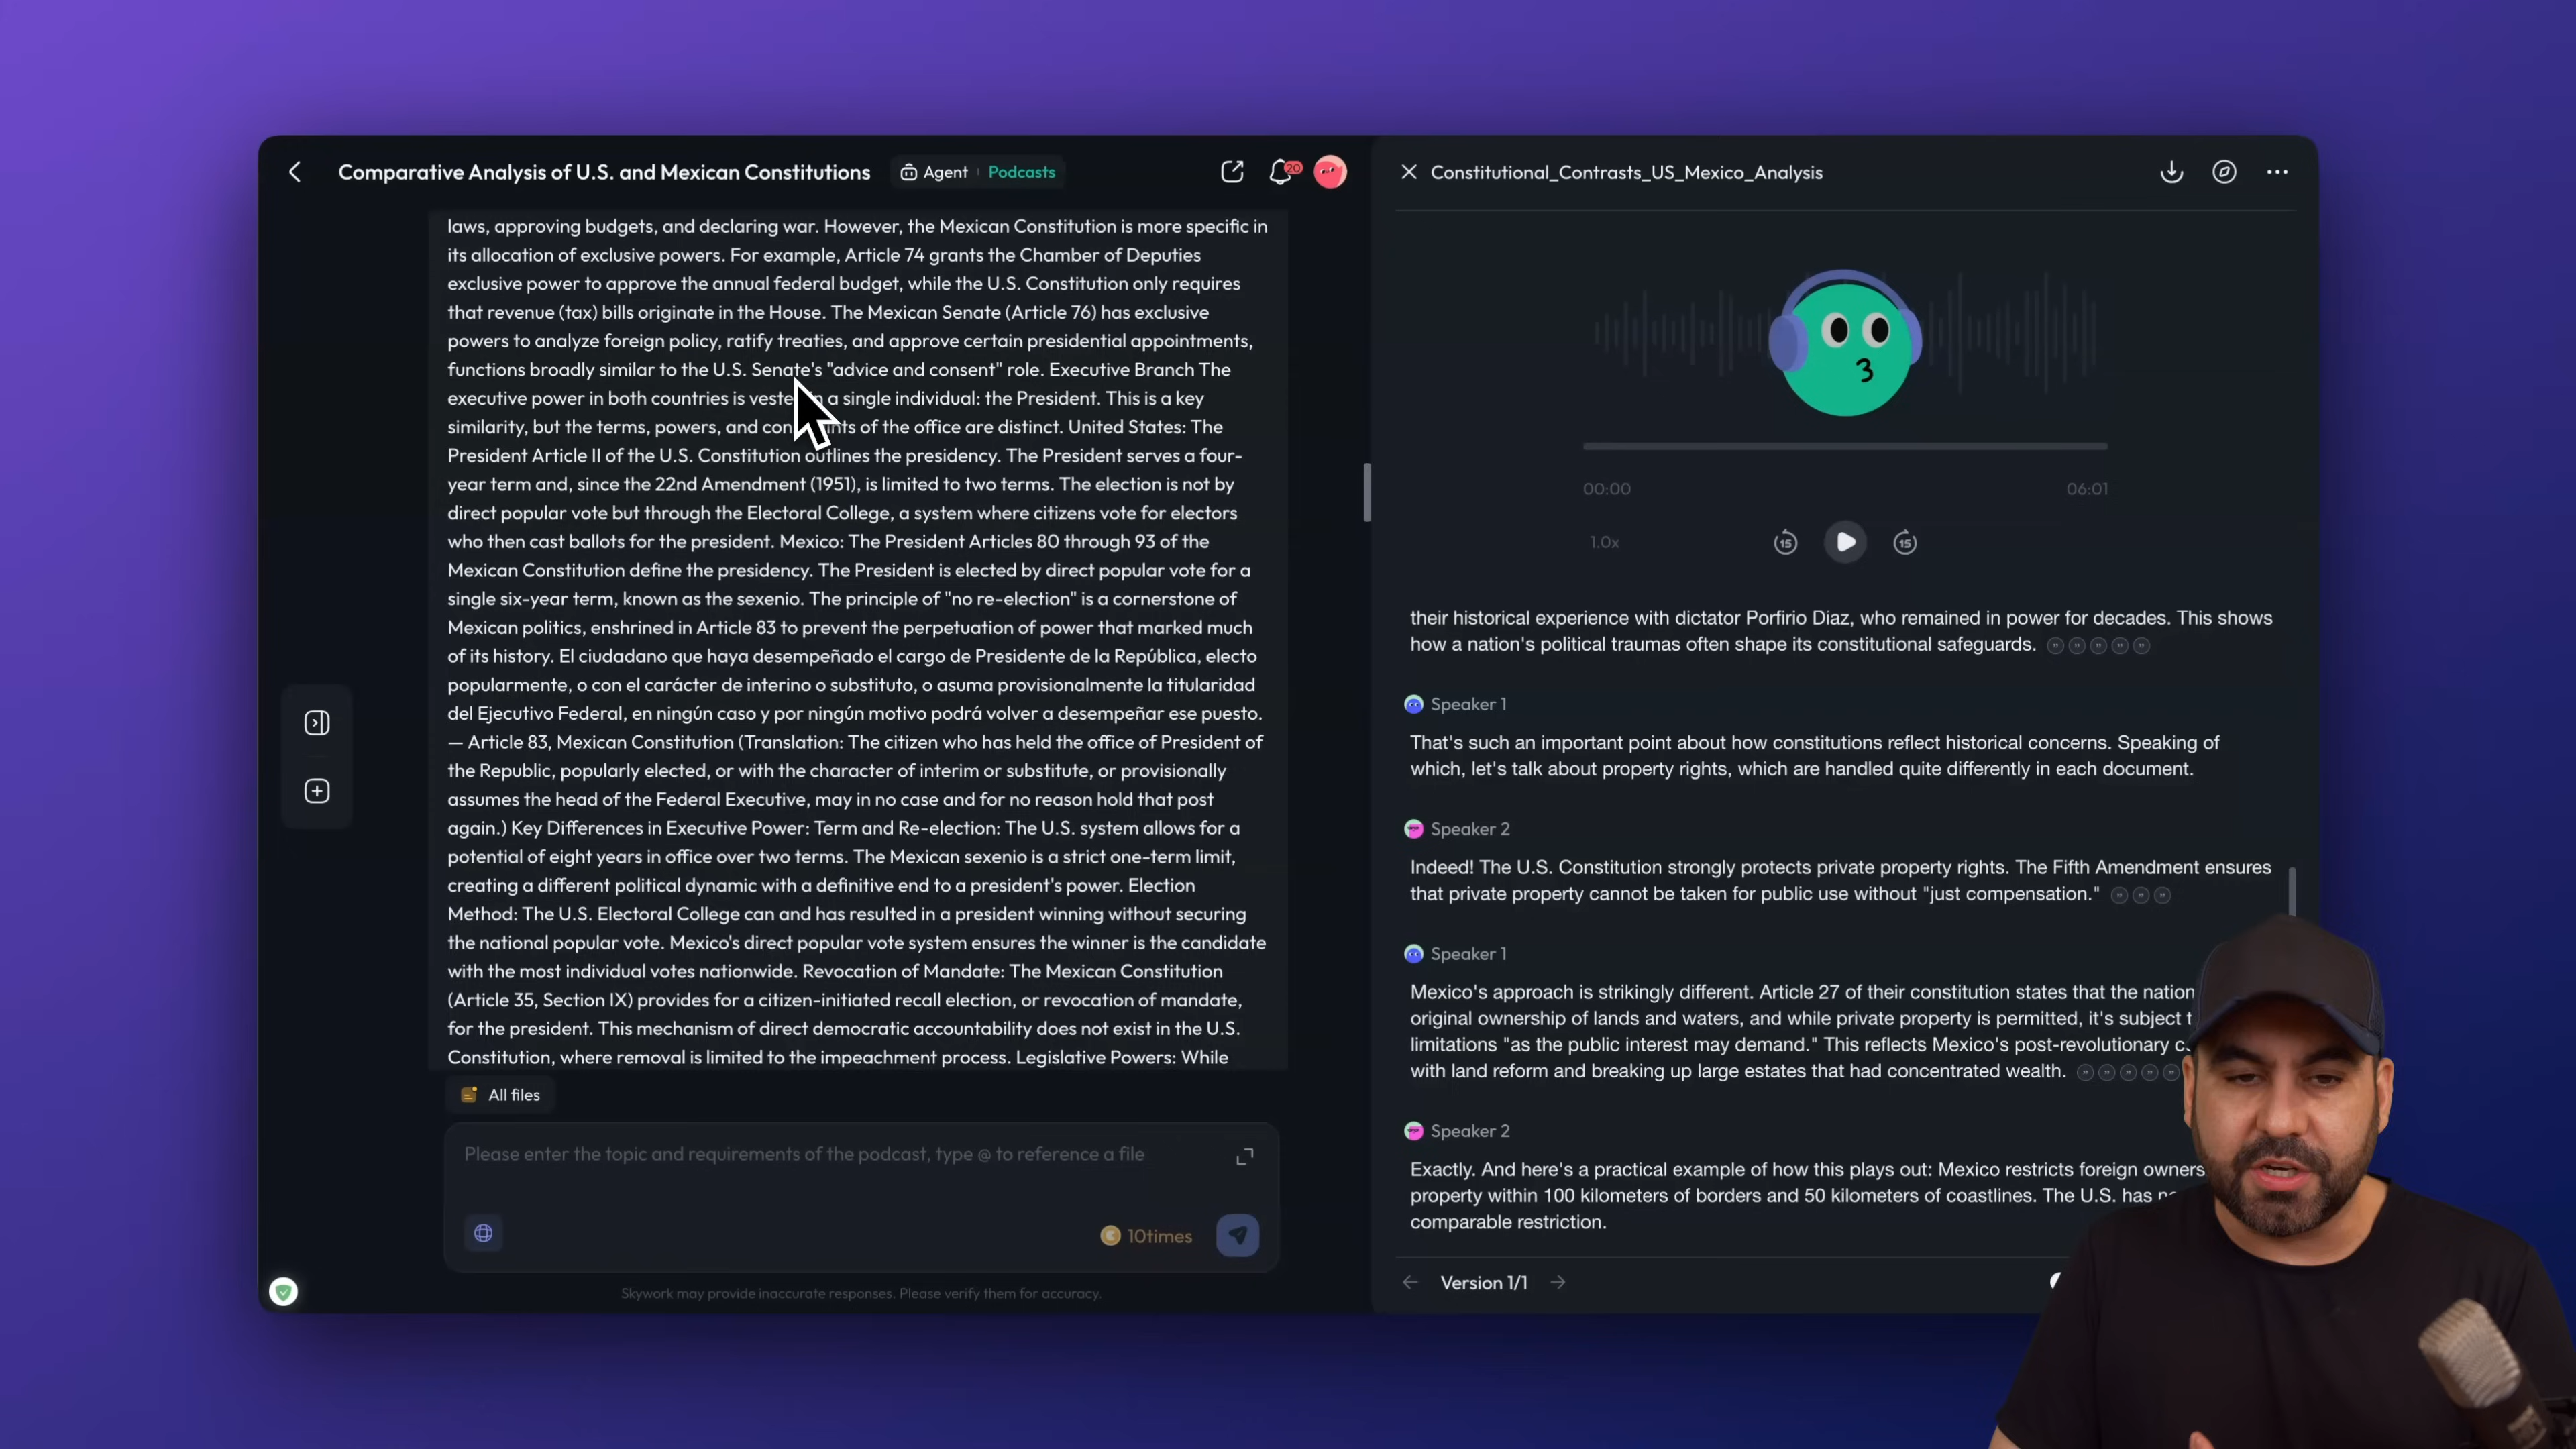 Comparative Analysis of U.S. and Mexican Constitutions
Agent
Podcasts
20
laws, approving budgets, and declaring war. However, the Mexican Constitution is more specific in
its allocation of exclusive powers. For example, Article 74 grants the Chamber of Deputies
exclusive power to approve the annual federal budget, while the U.S. Constitution only requires
that revenue (tax) bills originate in the House. The Mexican Senate (Article 76) has exclusive
powers to analyze foreign policy, ratify treaties, and approve certain presidential appointments,
functions broadly similar to the U.S. Senate's "advice and consent" role. Executive Branch The
executive power in both countries is a single individual: the President. This is a key
similarity, but the terms, powers, and of the office are distinct. United States: The
President Article II of the U.S. Constitution outlines the presidency. The President serves a four-
year term and, since the 22nd Amendment (1951), is limited to two terms. The election is not by
direct popular vote but through the Electoral College, a system where citizens vote for electors
who then cast ballots for the president. Mexico: The President Articles 80 through 93 of the
Mexican Constitution define the presidency. The President is elected by direct popular vote for a
single six-year term, known as the sexenio. The principle of "no re-election" is a cornerstone of
Mexican politics, enshrined in Article 83 to prevent the perpetuation of power that marked much
of its history. El ciudadano que haya desempeñado el cargo de Presidente de la República, electo
popularmente, o con el carácter de interino o substituto, o asuma provisionalmente la titularidad
del Ejecutivo Federal, en ningún caso y por ningún motivo podrá volver a desempeñar ese puesto.
— Article 83, Mexican Constitution (Translation: The citizen who has held the office of President of
the Republic, popularly elected, or with the character of interim or substitute, or provisionally
assumes the head of the Federal Executive, may in no case and for no reason hold that post
again.) Key Differences in Executive Power: Term and Re-election: The U.S. system allows for a
potential of eight years in office over two terms. The Mexican sexenio is a strict one-term limit,
creating a different political dynamic with a definitive end to a president's power. Election
Method: The U.S. Electoral College can and has resulted in a president winning without securing
the national popular vote. Mexico's direct popular vote system ensures the winner is the candidate
with the most individual votes nationwide. Revocation of Mandate: The Mexican Constitution
(Article 35, Section IX) provides for a citizen-initiated recall election, or revocation of mandate,
for the president. This mechanism of direct democratic accountability does not exist in the U.S.
Constitution, where removal is limited to the impeachment process. Legislative Powers: While
All files
Please enter the topic and requirements of the podcast, type @ to reference a file
10times
Skywork may provide inaccurate responses. Please verify them for accuracy.
Constitutional_Contrasts_US_Mexico_Analysis
00:00
06:01
1.0x
15
15
their historical experience with dictator Porfirio Diaz, who remained in power for decades. This shows
how a nation's political traumas often shape its constitutional safeguards.
Speaker 1
That's such an important point about how constitutions reflect historical concerns. Speaking of
which, let's talk about property rights, which are handled quite differently in each document.
Speaker 2
Indeed! The U.S. Constitution strongly protects private property rights. The Fifth Amendment ensures
that private property cannot be taken for public use without "just compensation."
Speaker 1
Mexico's approach is strikingly different. Article 27 of their constitution states that the nation
original ownership of lands and waters, and while private property is permitted, it's subject
limitations "as the public interest may demand." This reflects Mexico's post-revolutionary
with land reform and breaking up large estates that had concentrated wealth.
Speaker 2
Exactly. And here's a practical example of how this plays out: Mexico restricts foreign
property within 100 kilometers of borders and 50 kilometers of coastlines. The U.S. has
comparable restriction.
Version 1/1